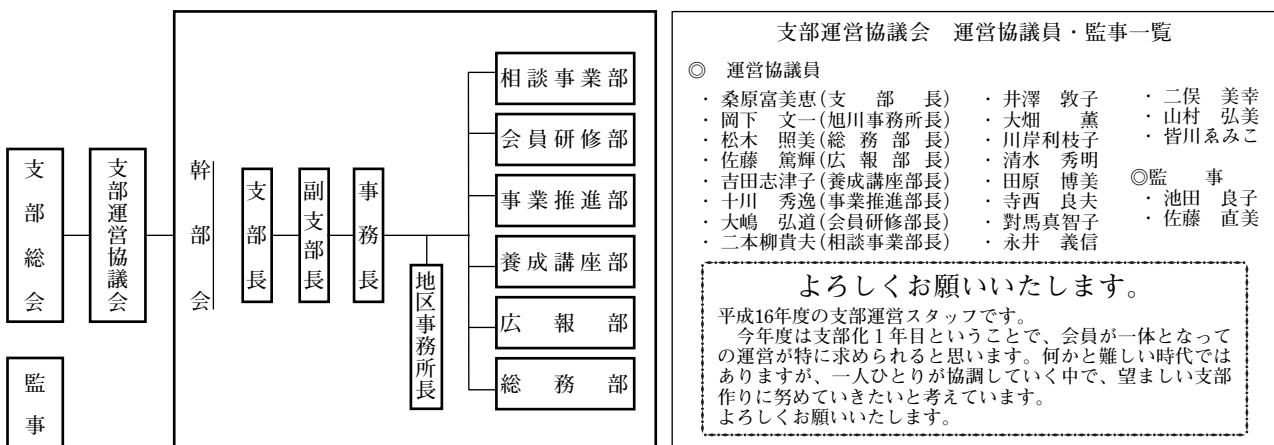 支部総会
監事
支部運営協議会
幹部会
支部長
副支部長
事務長
地区事務所長
相談事業部
会員研修部
事業推進部
養成講座部
広報部
総務部
支部運営協議会　運営協議員・監事一覧
◎　運営協議員
・桑原富美恵(支部長)
・岡下　文一(旭川事務所長)
・松木　照美(総務部長)
・佐藤　篤輝(広報部長)
・吉田志津子(養成講座部長)
・十川　秀逸(事業推進部長)
・大嶋　弘道(会員研修部長)
・二本柳貴夫(相談事業部長)
・井澤　敦子
・大畑　薫
・川岸利枝子
・清水　秀明
・田原　博美
・寺西　良夫
・對馬真智子
・永井　義信
・二俣　美幸
・山村　弘美
・皆川ゑみこ
◎監　事
・池田　良子
・佐藤　直美
よろしくお願いいたします。
平成16年度の支部運営スタッフです。
　今年度は支部化１年目ということで、会員が一体となって
の運営が特に求められると思います。何かと難しい時代では
ありますが、一人ひとりが協調していく中で、望ましい支部
作りに努めていきたいと考えています。
よろしくお願いいたします。